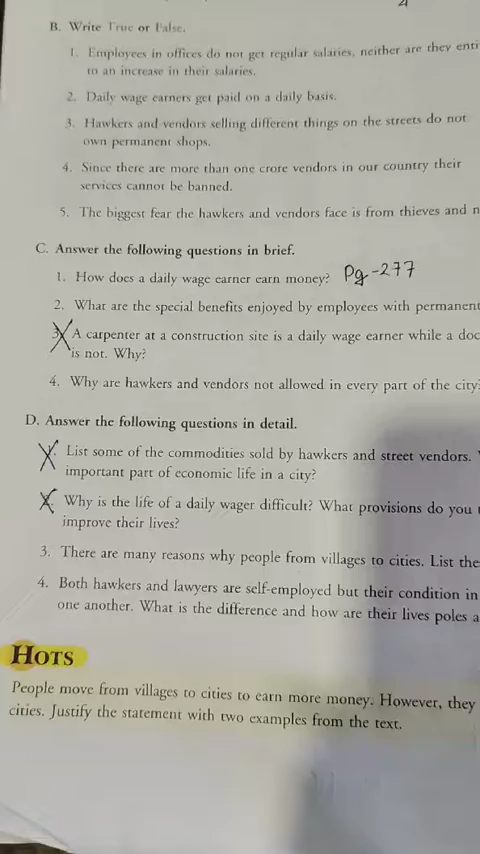 B. Write True or False.
1. Employees in offices do not get regular salaries, neither are they
to an increase in their salaries.
2. Daily wage earners get paid on a daily basis.
3. Hawkers and vendors selling different things on the streets do not
own permanent shops.
4. Since there are more than one crore vendors in our country their
services cannot be banned.
5. The biggest fear the hawkers and vendors face is from thieves and
C. Answer the following questions in brief.
1. How does a daily wage earner earn money? Pg-277
2. What are the special benefits enjoyed by employees with permanent
3. A carpenter at a construction site is a daily wage earner while a
is not. Why?
4. Why are hawkers and vendors not allowed in every part of the city?
D. Answer the following questions in detail.
List some of the commodities sold by hawkers and street vendors.
important part of economic life in a city?
Why is the life of a daily wager difficult? What provisions do you
improve their lives?
3. There are many reasons why people from villages to cities. List the
4. Both hawkers and lawyers are self-employed but their condition in
one another. What is the difference and how are their lives poles
HOTS
People move from villages to cities to earn more money. However, they
cities. Justify the statement with two examples from the text.